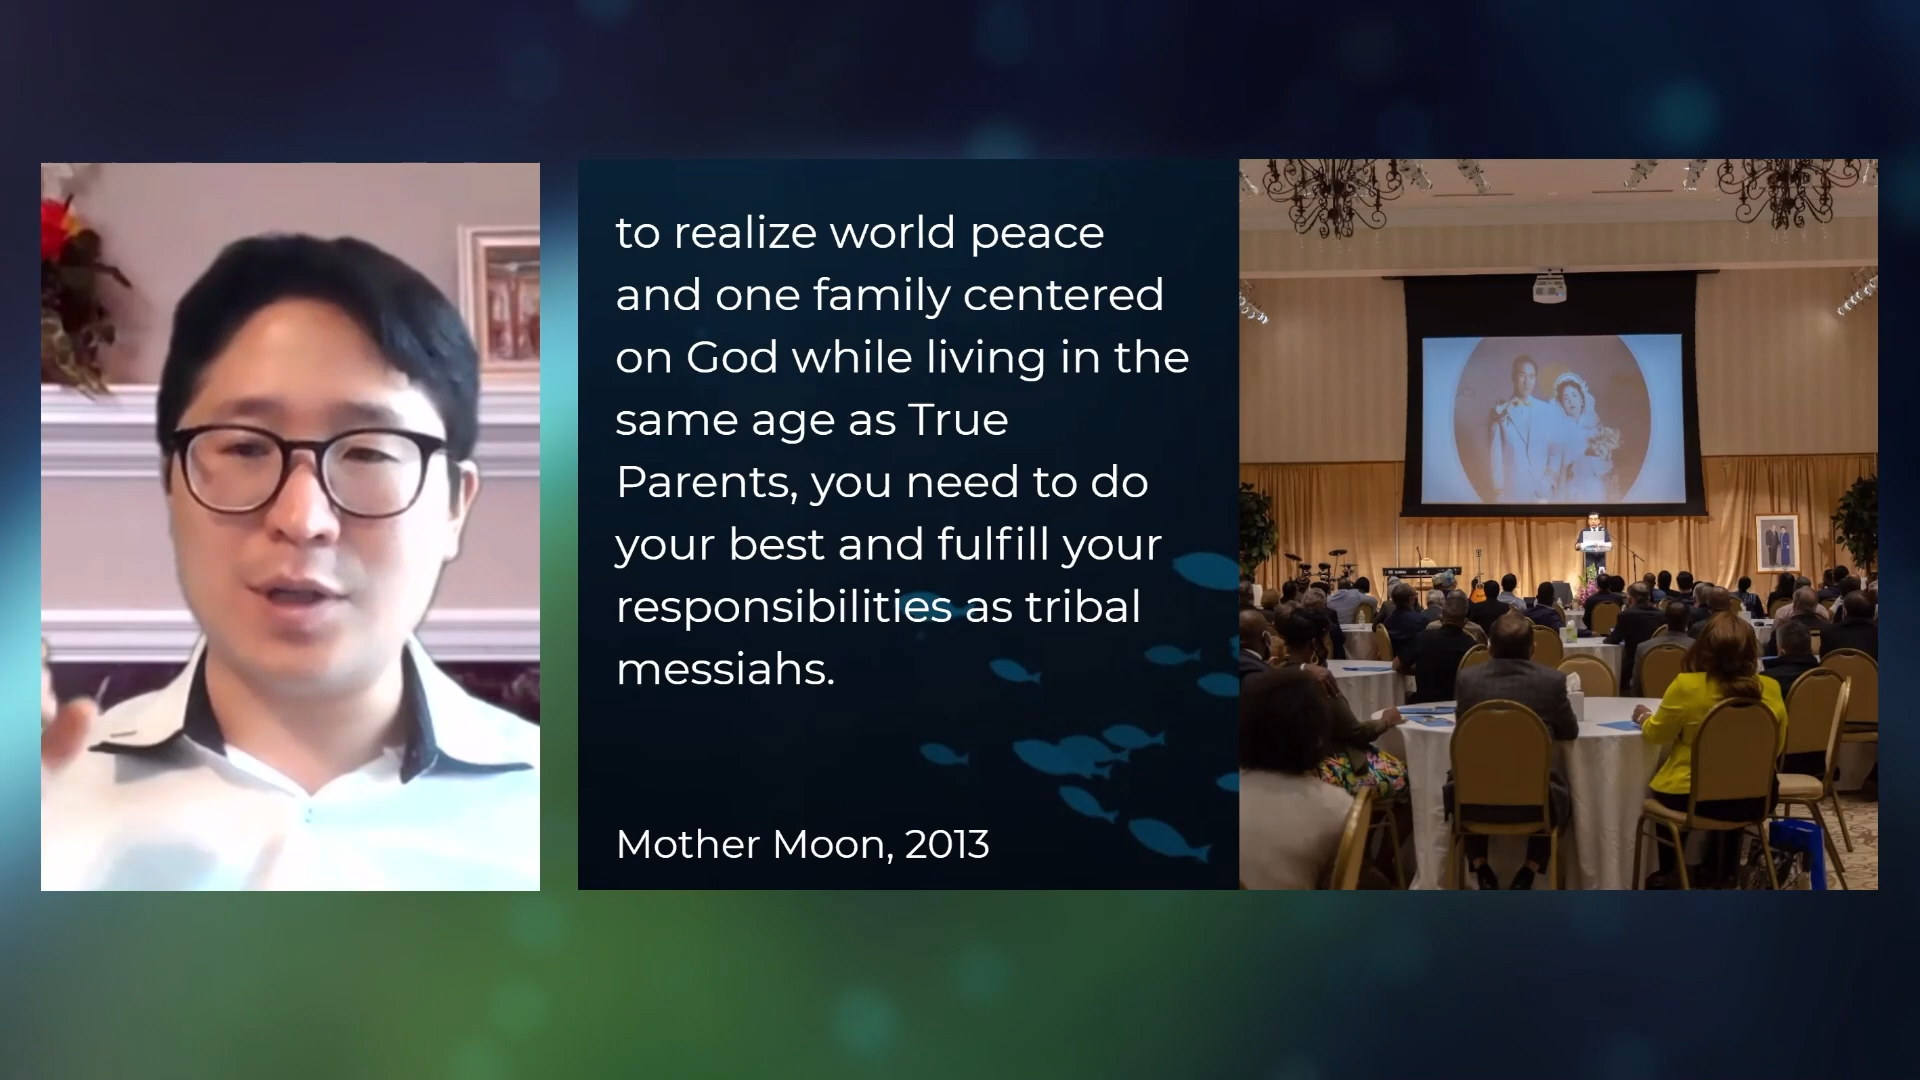 to realize world peace
and one family centered
on God while living in the
same age as True
Parents, you need to do
your best and fulfill your
responsibilities as tribal
messiahs.
Mother Moon, 2013